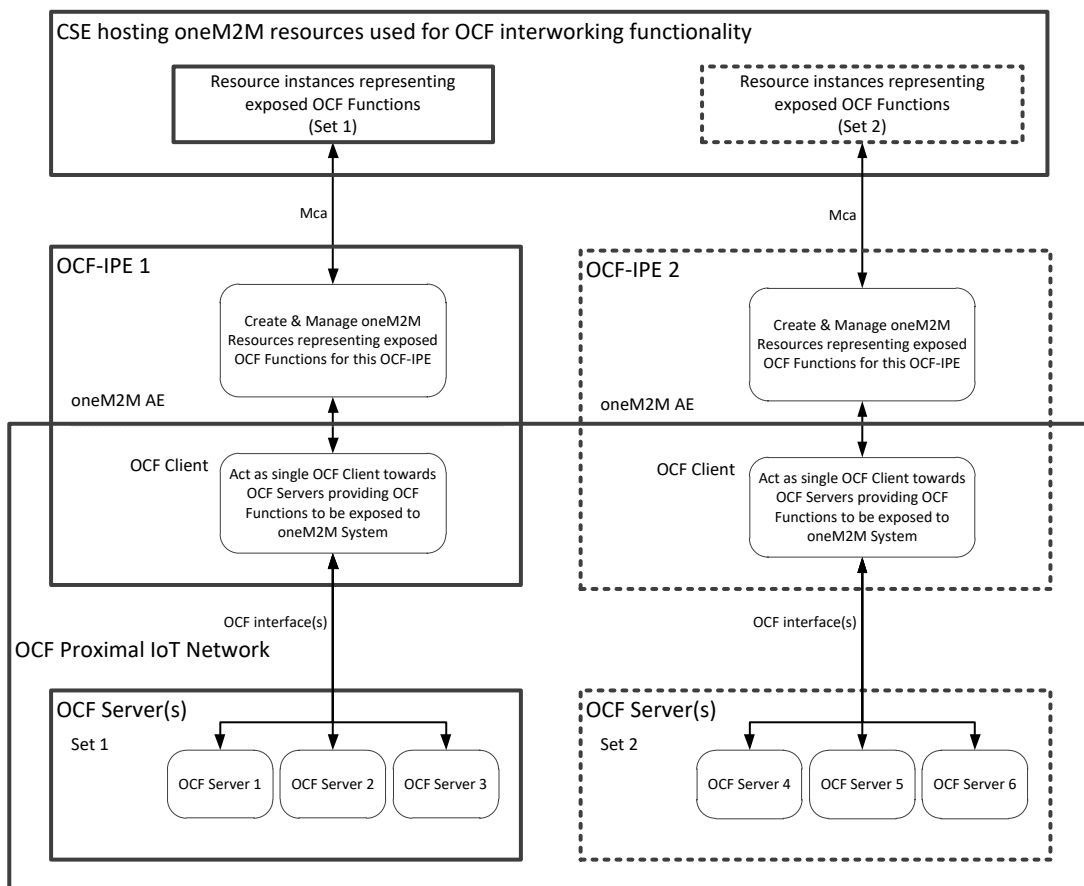 CSE hosting oneM2M resources used for OCF interworking functionality
Resource instances representing
exposed OCF Functions
(Set 1)
Resource instances representing
exposed OCF Functions
(Set 2)
Mca
Mca
OCF-IPE 1
Create & Manage oneM2M
Resources representing exposed
OCF Functions for this OCF-IPE
oneM2M AE
OCF Client
Act as single OCF Client towards
OCF Servers providing OCF
Functions to be exposed to
oneM2M System
OCF-IPE 2
Create & Manage oneM2M
Resources representing exposed
OCF Functions for this OCF-IPE
oneM2M AE
OCF Client
Act as single OCF Client towards
OCF Servers providing OCF
Functions to be exposed to
oneM2M System
OCF interface(s)
OCF interface(s)
OCF Proximal IoT Network
OCF Server(s)
Set 1
OCF Server 1
OCF Server 2
OCF Server 3
OCF Server(s)
Set 2
OCF Server 4
OCF Server 5
OCF Server 6